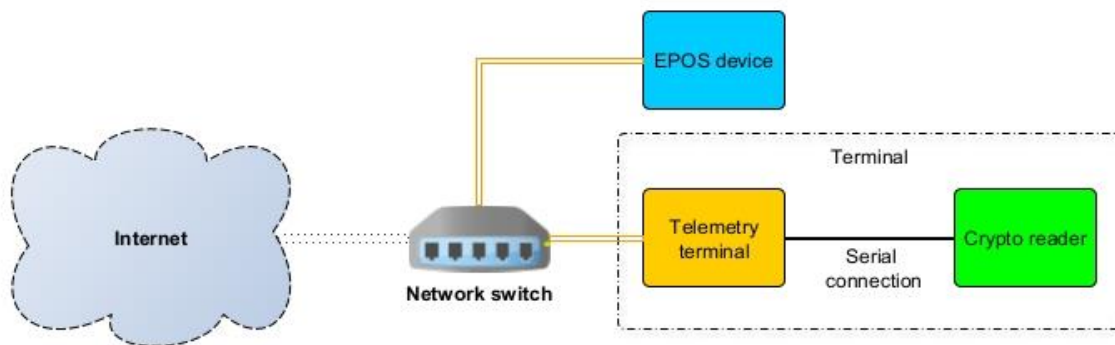 EPOS device
Terminal
Internet
Telemetry
terminal
Crypto reader
Serial
connection
Network switch